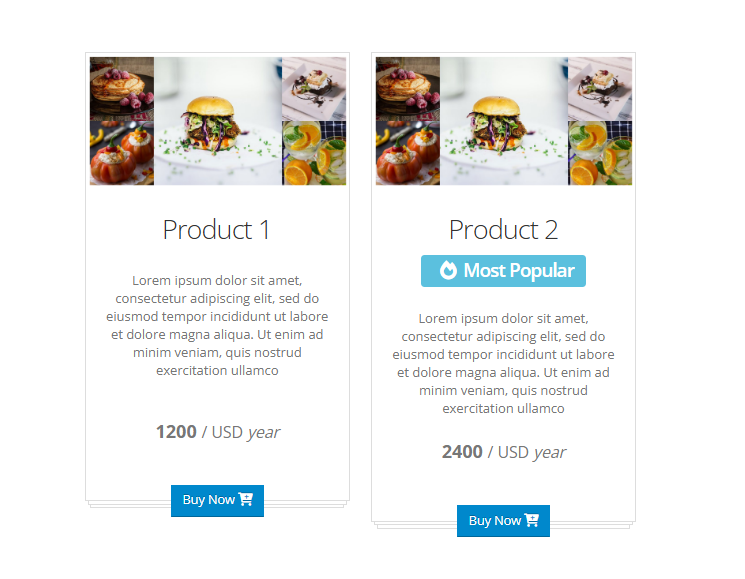 Product 1
Lorem ipsum dolor sit amet,
consectetur adipiscing elit, sed do
eiusmod tempor incididunt ut labore
et dolore magna aliqua. Ut enim ad
minim veniam, quis nostrud
exercitation ullamco
1200 / USD year
Buy Now
Product 2
Most Popular
Lorem ipsum dolor sit amet,
consectetur adipiscing elit, sed do
eiusmod tempor incididunt ut labore
et dolore magna aliqua. Ut enim ad
minim veniam, quis nostrud
exercitation ullamco
2400 / USD year
Buy Now